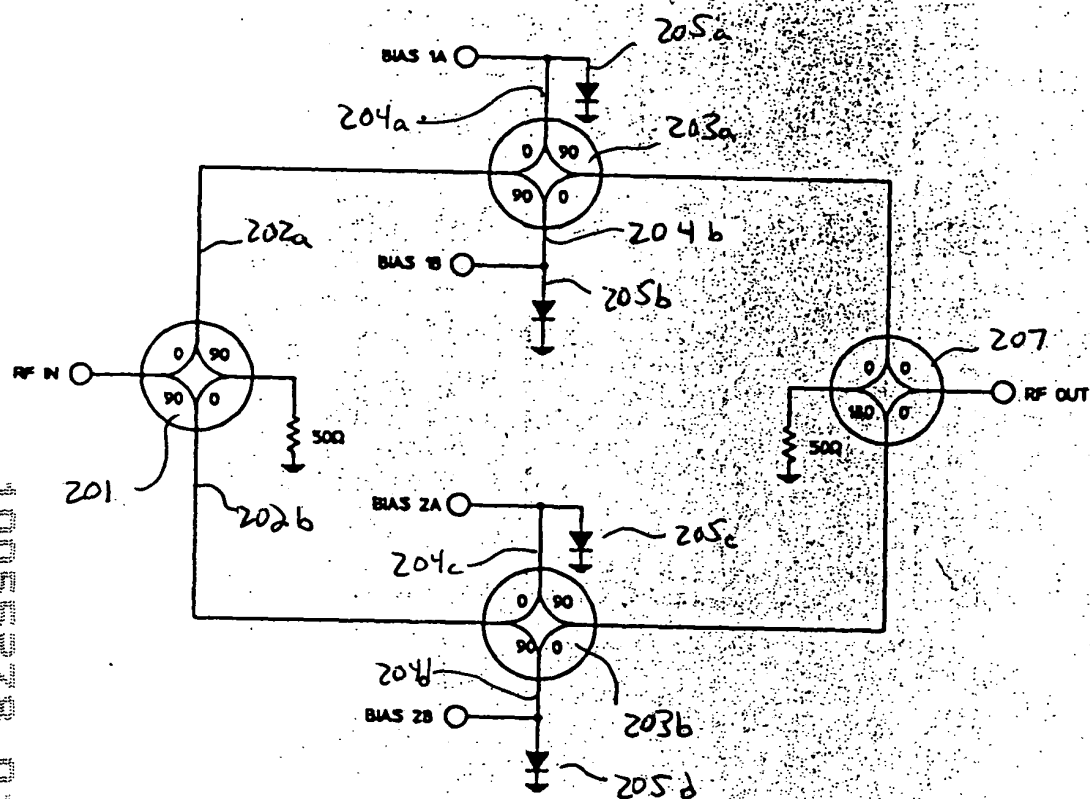 205a
BIAS 1A
204a
203a
0 90
90 0
204b
BIAS 1B
205b
202a
207
RF IN
0 90
90 0
50Ω
201
202b
0 0
180 0
RF OUT
50Ω
BIAS 2A
205c
204c
0 90
90 0
204d
203b
BIAS 2B
205d